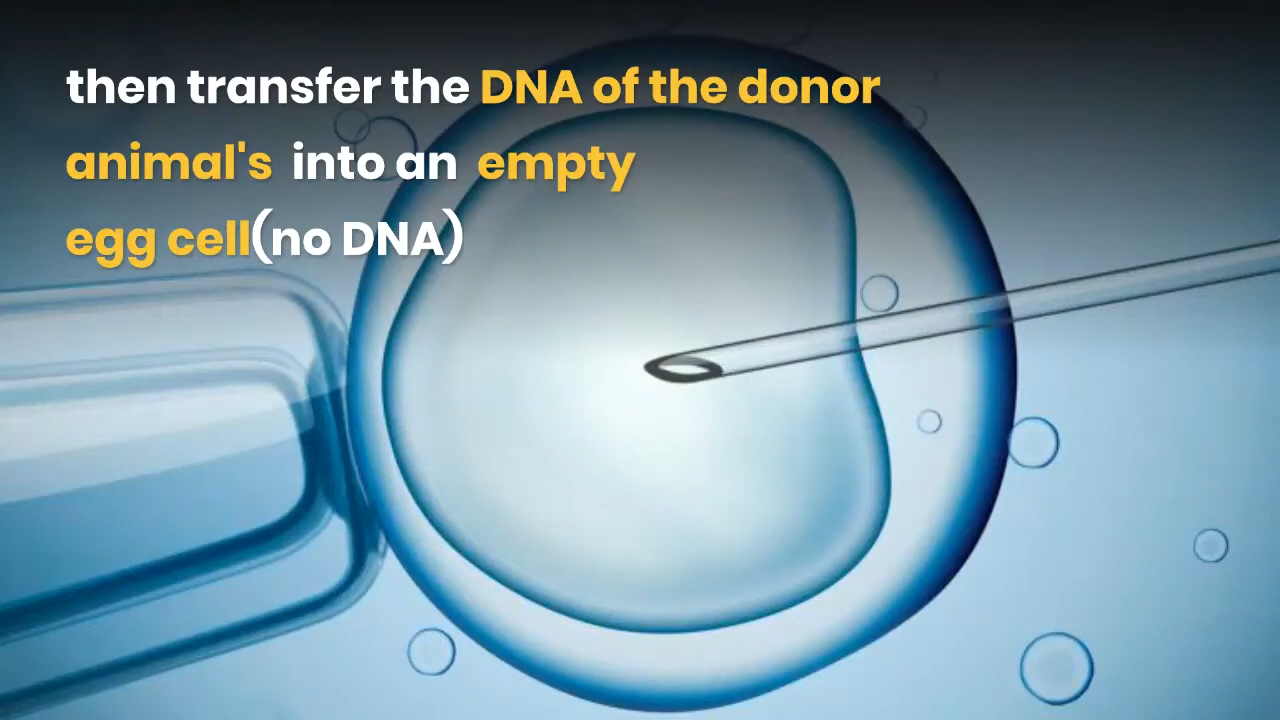 then transfer the DNA of the donor
animal's into an empty
egg cell(no DNA)